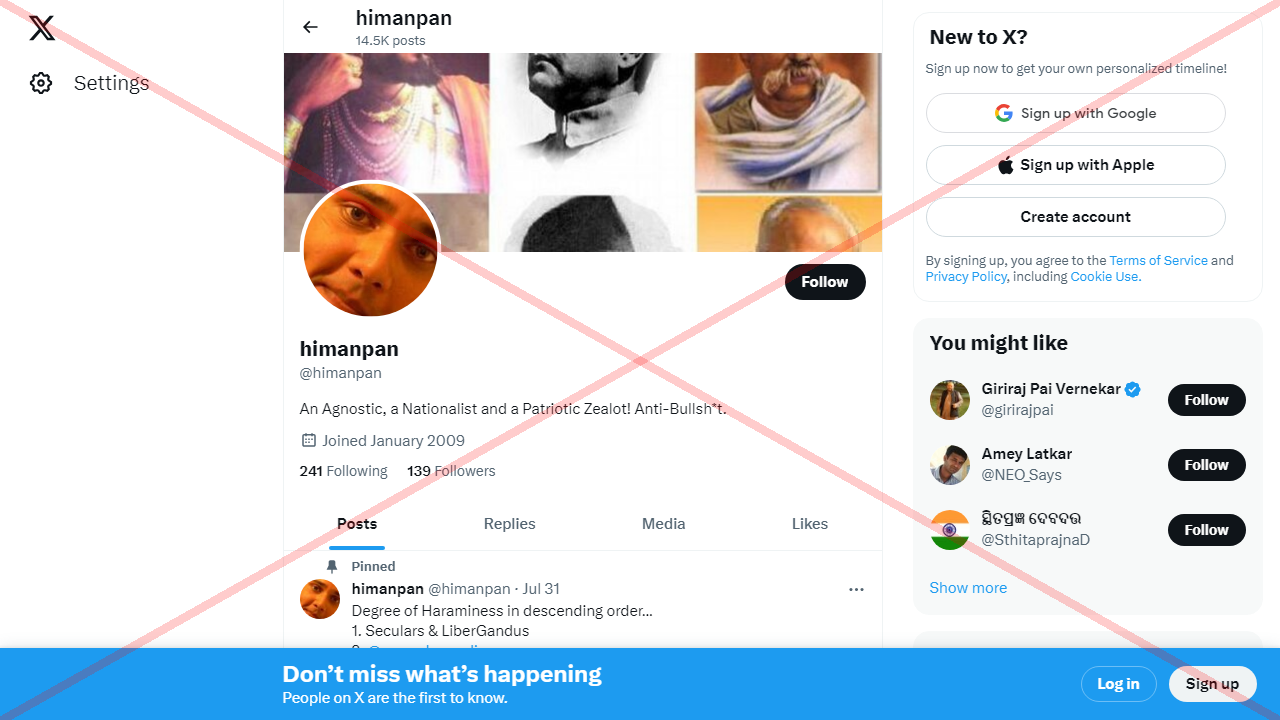 Settings
himanpan
14.5K posts
Follow
himanpan
@himanpan
An Agnostic, a Nationalist and a Patriotic Zealot! Anti-Bullsh*t.
Joined January 2009
241 Following 139 Followers
Posts Replies Media Likes
Pinned
himanpan @himanpan · Jul 31
Degree of Haraminess in descending order...
1. Seculars & LiberGandus
New to X?
Sign up now to get your own personalized timeline!
Sign up with Google
Sign up with Apple
Create account
By signing up, you agree to the Terms of Service and
Privacy Policy, including Cookie Use.
You might like
Giriraj Pai Vernekar
@girirajpai
Follow
Amey Latkar
@NEO_Says
Follow
ସ୍ଥିତପ୍ରଜ୍ଞ ଦେବଦତ୍ତ
@SthitaprajnaD
Follow
Show more
Don’t miss what’s happening
People on X are the first to know.
Log in
Sign up